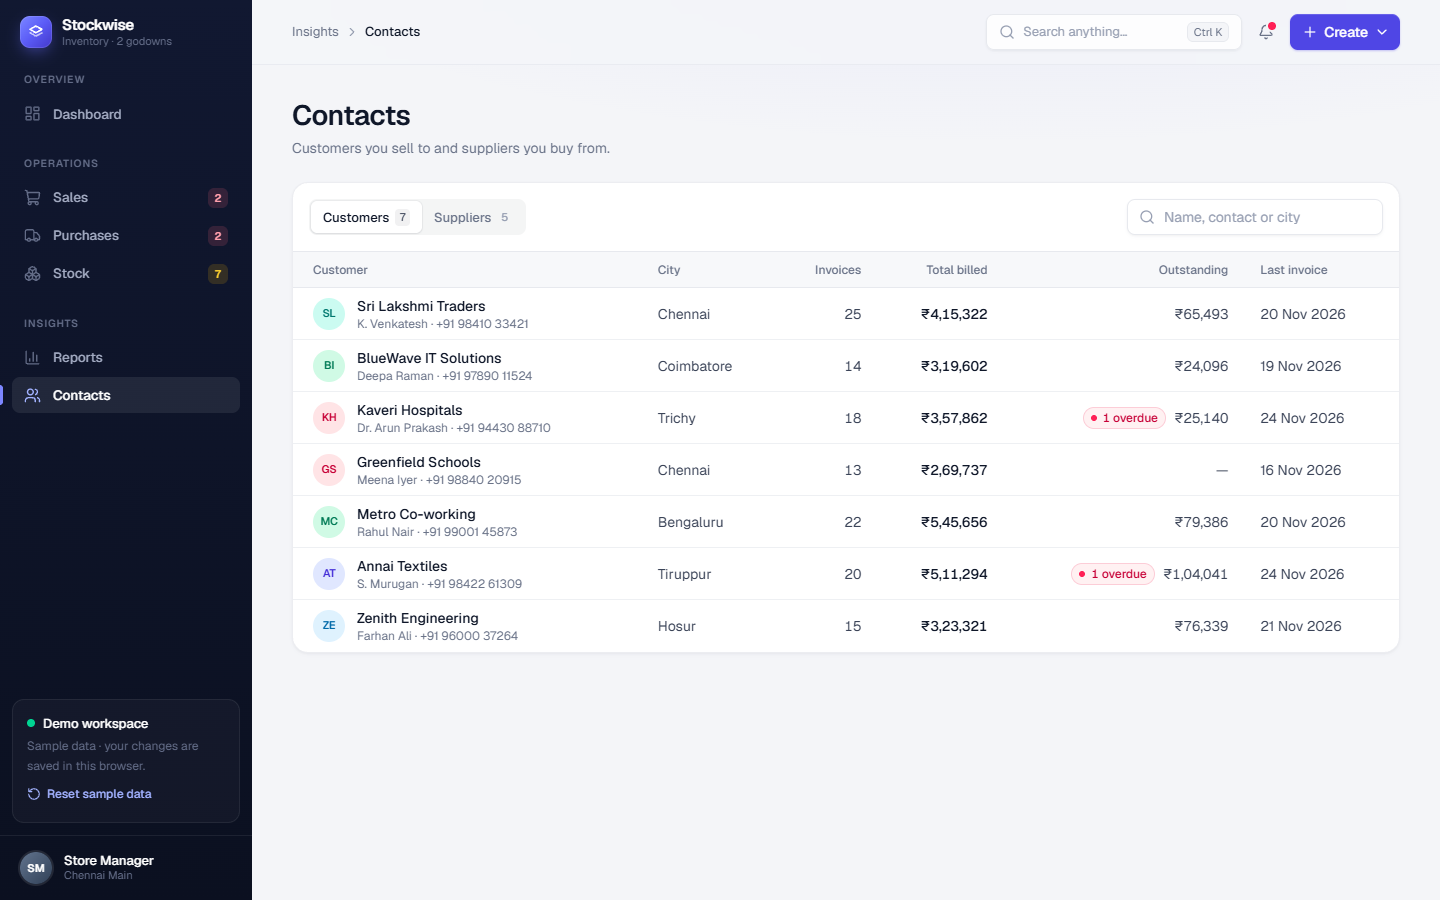 Stockwise
Inventory · 2 godowns
OVERVIEW
Dashboard
OPERATIONS
Sales 2
Purchases 2
Stock 7
INSIGHTS
Reports
Contacts
Demo workspace
Sample data · your changes are
saved in this browser.
Reset sample data
SM
Store Manager
Chennai Main
Insights > Contacts
Search anything... Ctrl K
+ Create
Contacts
Customers you sell to and suppliers you buy from.
Customers 7 Suppliers 5
Name, contact or city
Customer City Invoices Total billed Outstanding Last invoice
SL Sri Lakshmi Traders Chennai 25 ₹4,15,322 ₹65,493 20 Nov 2026
K. Venkatesh · +91 98410 33421
BI BlueWave IT Solutions Coimbatore 14 ₹3,19,602 ₹24,096 19 Nov 2026
Deepa Raman · +91 97890 11524
KH Kaveri Hospitals Trichy 18 ₹3,57,862 1 overdue ₹25,140 24 Nov 2026
Dr. Arun Prakash · +91 94430 88710
GS Greenfield Schools Chennai 13 ₹2,69,737 — 16 Nov 2026
Meena Iyer · +91 98840 20915
MC Metro Co-working Bengaluru 22 ₹5,45,656 ₹79,386 20 Nov 2026
Rahul Nair · +91 99001 45873
AT Annai Textiles Tiruppur 20 ₹5,11,294 1 overdue ₹1,04,041 24 Nov 2026
S. Murugan · +91 98422 61309
ZE Zenith Engineering Hosur 15 ₹3,23,321 ₹76,339 21 Nov 2026
Farhan Ali · +91 96000 37264